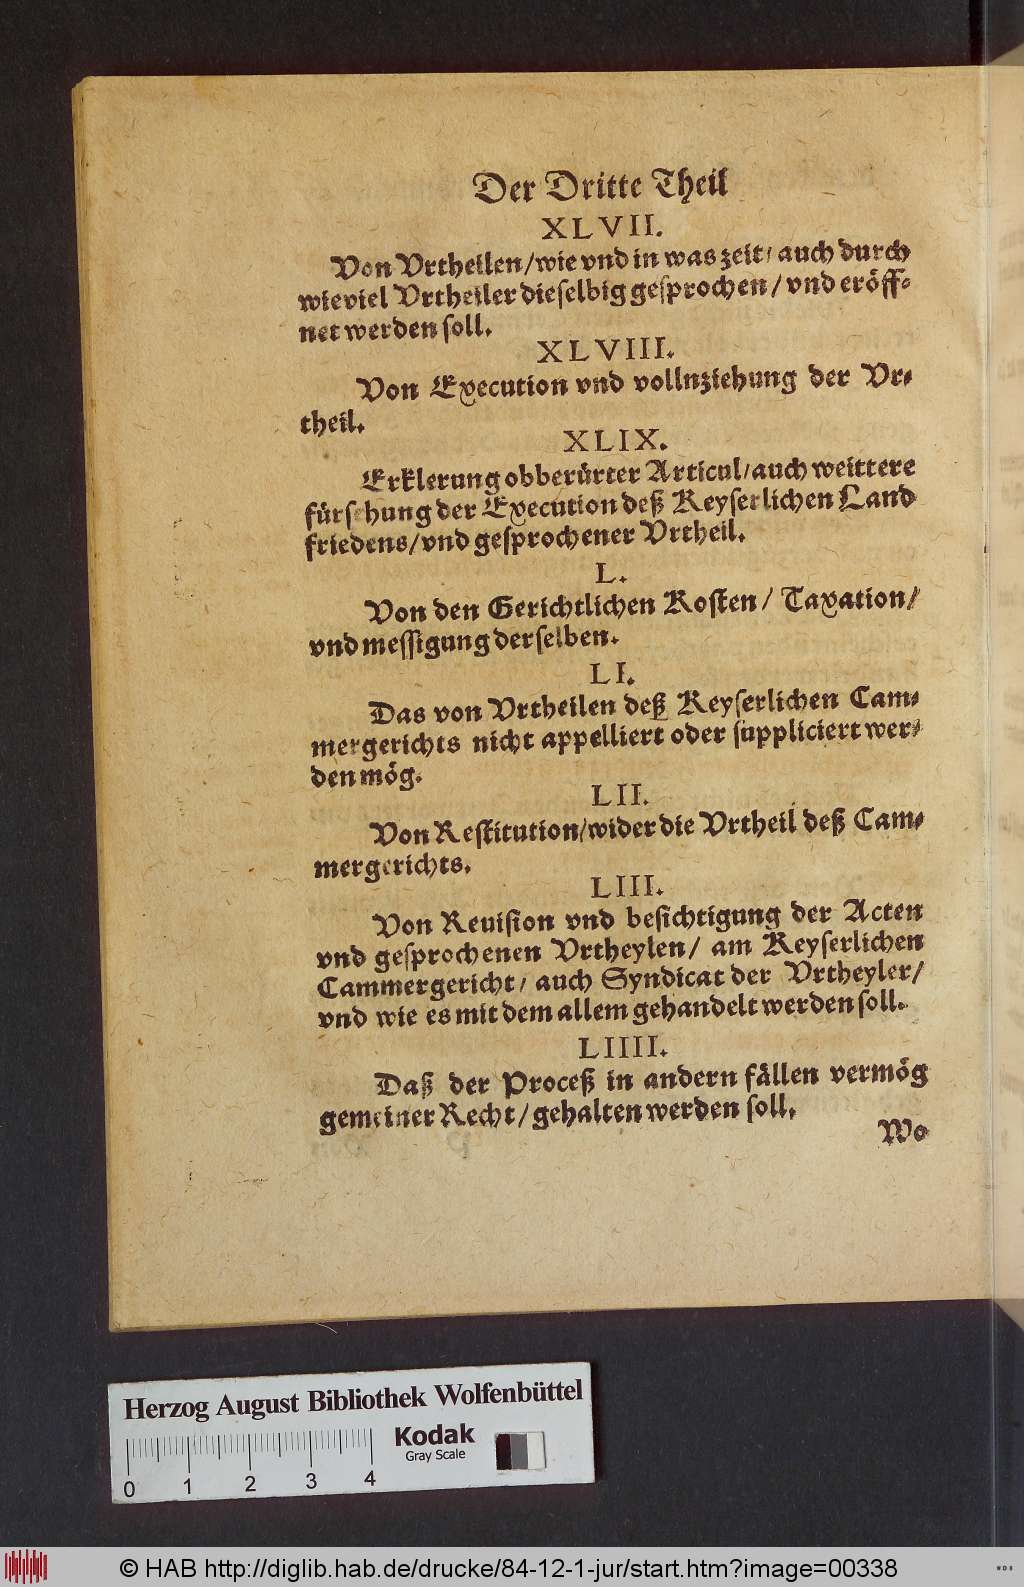 Der Dritte Theil
XLVII.
Von Vrtheilen/wie vnd in was zeit/auch durch
wieviel Vrtheiler dieselbig gesprochen/vnd eröff-
net werden soll.
XLVIII.
Von Execution vnd vollnziehung der Vr-
theil.
XLIX.
Erklerung obberürter Articul/auch weittere
fürsehung der Execution deß Keyserlichen Land
friedens/vnd gesprochener Vrtheil.
L.
Von den Gerichtlichen Kosten/ Taxation/
vnd messigung derselben.
LI.
Das von Vrtheilen deß Keyserlichen Cam-
mergerichts nicht appelliert oder suppliciert wer-
den mög.
LII.
Von Restitution/wider die Vrtheil deß Cam-
mergerichts.
LIII.
Von Reuision vnd besichtigung der Acten
vnd gesprochenen Vrtheylen/ am Keyserlichen
Cammergericht/ auch Syndicat der Vrtheyler/
vnd wie es mit dem allem gehandelt werden soll.
LIIII.
Daß der Proceß in andern fällen vermög
gemeiner Recht/gehalten werden soll.
Wo
Herzog August Bibliothek Wolfenbüttel
Kodak
Gray Scale
0 1 2 3 4
© HAB http://diglib.hab.de/drucke/84-12-1-jur/start.htm?image=00338